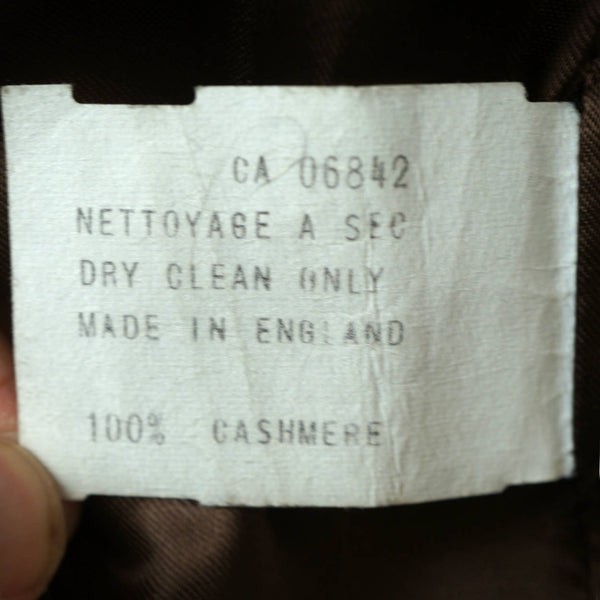 CA 06842
NETTOYAGE A SEC
DRY CLEAN ONLY
MADE IN ENGLAND
100% CASHMERE